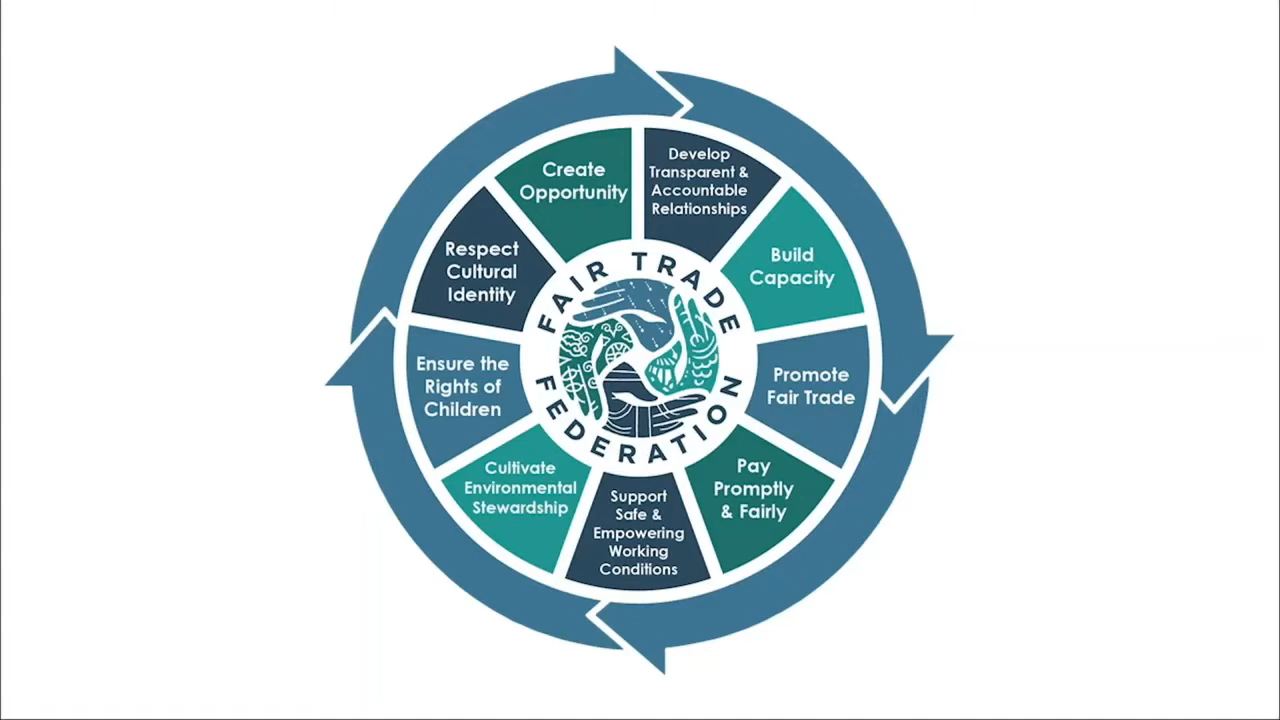 Create
Opportunity
Develop
Transparent &
Accountable
Relationships
Build
Capacity
Promote
Fair Trade
Pay
Promptly
& Fairly
Support
Safe &
Empowering
Working
Conditions
Cultivate
Environmental
Stewardship
Ensure the
Rights of
Children
Respect
Cultural
Identity
FAIR TRADE
FEDERATION